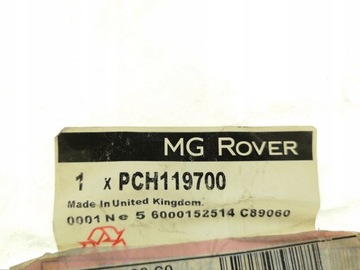 MG ROVER
1 x PCH119700
Made In United Kingdom.
0001 Ne 5 6000152514 C89060